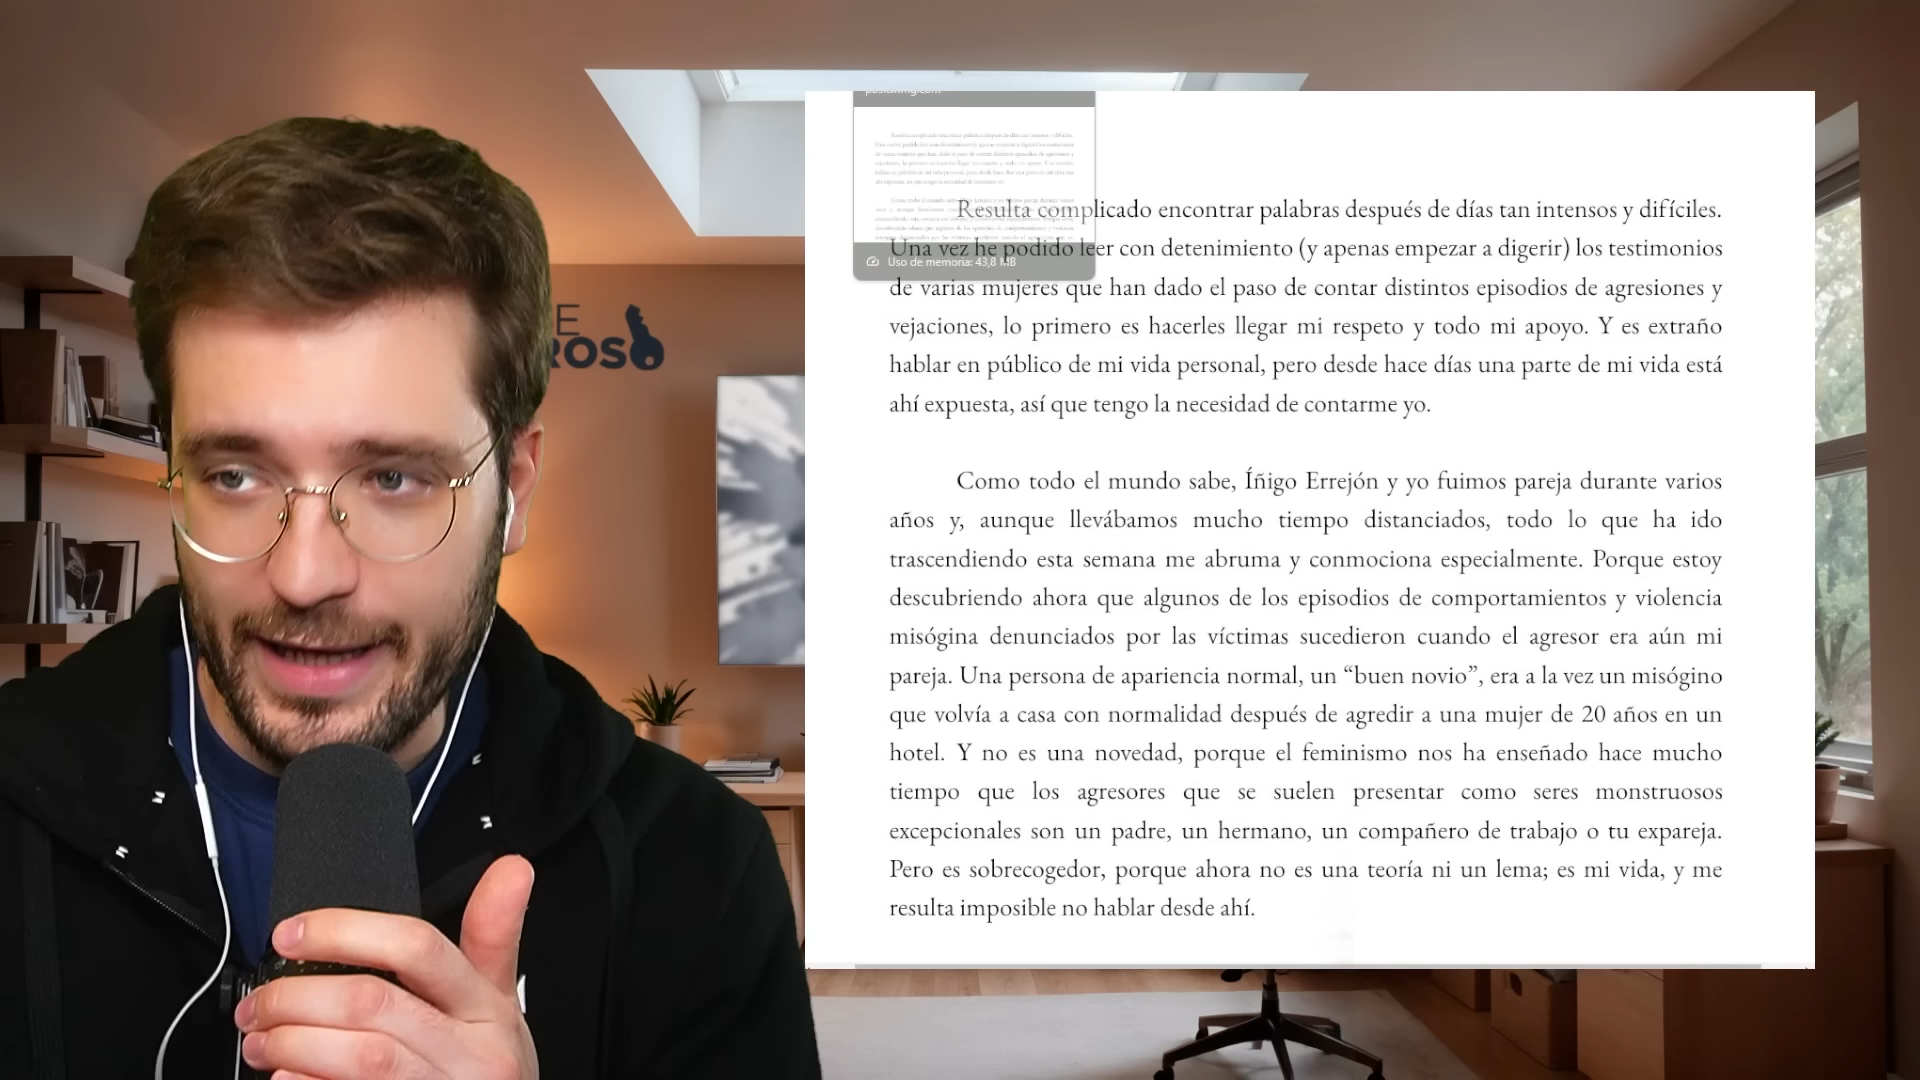 E
ROS
Resulta complicado encontrar palabras después de días tan intensos y difíciles.
Una vez he podido leer con detenimiento (y apenas empezar a digerir) los testimonios
Uso de memoria: 43,8 MB
de varias mujeres que han dado el paso de contar distintos episodios de agresiones y
vejaciones, lo primero es hacerles llegar mi respeto y todo mi apoyo. Y es extraño
hablar en público de mi vida personal, pero desde hace días una parte de mi vida está
ahí expuesta, así que tengo la necesidad de contarme yo.
Como todo el mundo sabe, Íñigo Errejón y yo fuimos pareja durante varios
años y, aunque llevábamos mucho tiempo distanciados, todo lo que ha ido
trascendiendo esta semana me abruma y conmociona especialmente. Porque estoy
descubriendo ahora que algunos de los episodios de comportamientos y violencia
misógina denunciados por las víctimas sucedieron cuando el agresor era aún mi
pareja. Una persona de apariencia normal, un “buen novio”, era a la vez un misógino
que volvía a casa con normalidad después de agredir a una mujer de 20 años en un
hotel. Y no es una novedad, porque el feminismo nos ha enseñado hace mucho
tiempo que los agresores que se suelen presentar como seres monstruosos
excepcionales son un padre, un hermano, un compañero de trabajo o tu expareja.
Pero es sobrecogedor, porque ahora no es una teoría ni un lema; es mi vida, y me
resulta imposible no hablar desde ahí.